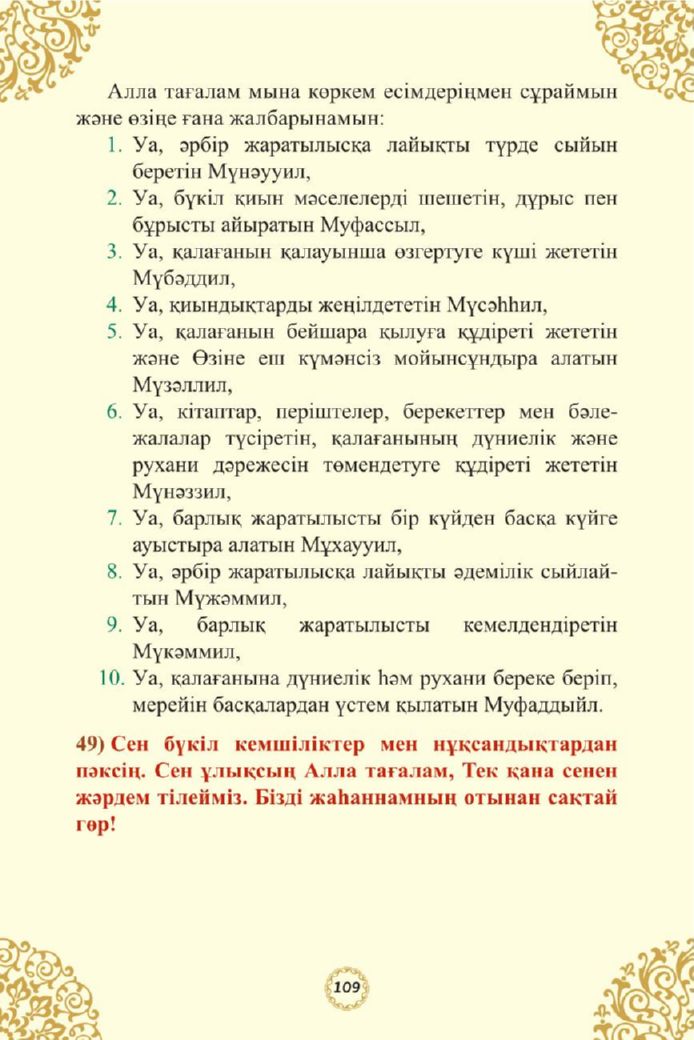 Алла тағалам мына көркем есімдеріңмен сұраймын
және өзіңе ғана жалбарынамын:
1. Уа, әрбір жаратылысқа лайықты түрде сыйын
беретін Мүнәууил,
2. Уа, бүкіл қиын мәселелерді шешетін, дұрыс пен
бұрысты айыратын Муфассыл,
3. Уа, қалағанын қалауынша өзгертуге күші жететін
Мүбәддил,
4. Уа, қиындықтарды жеңілдететін Мүсәһһил,
5. Уа, қалағанын бейшара қылуға құдіреті жететін
және Өзіне еш күмәнсіз мойынсұндыра алатын
Мүзәллил,
6. Уа, кітаптар, періштелер, берекеттер мен бәле-
жалалар түсіретін, қалағанының дүниелік және
рухани дәрежесін төмендетуге құдіреті жететін
Мүнәззил,
7. Уа, барлық жаратылысты бір күйден басқа күйге
ауыстыра алатын Мұхаууил,
8. Уа, әрбір жаратылысқа лайықты әдемілік сыйлай-
тын Мүжәммил,
9. Уа, барлық жаратылысты кемелдендіретін
Мүкәммил,
10. Уа, қалағанына дүниелік һәм рухани береке беріп,
мерейін басқалардан үстем қылатын Муфаддыйл.
49) Сен бүкіл кемшіліктер мен нұқсандықтардан
пәксің. Сен ұлықсың Алла тағалам, Тек қана сенен
жәрдем тілейміз. Бізді жаһаннамның отынан сақтай
гөр!
109